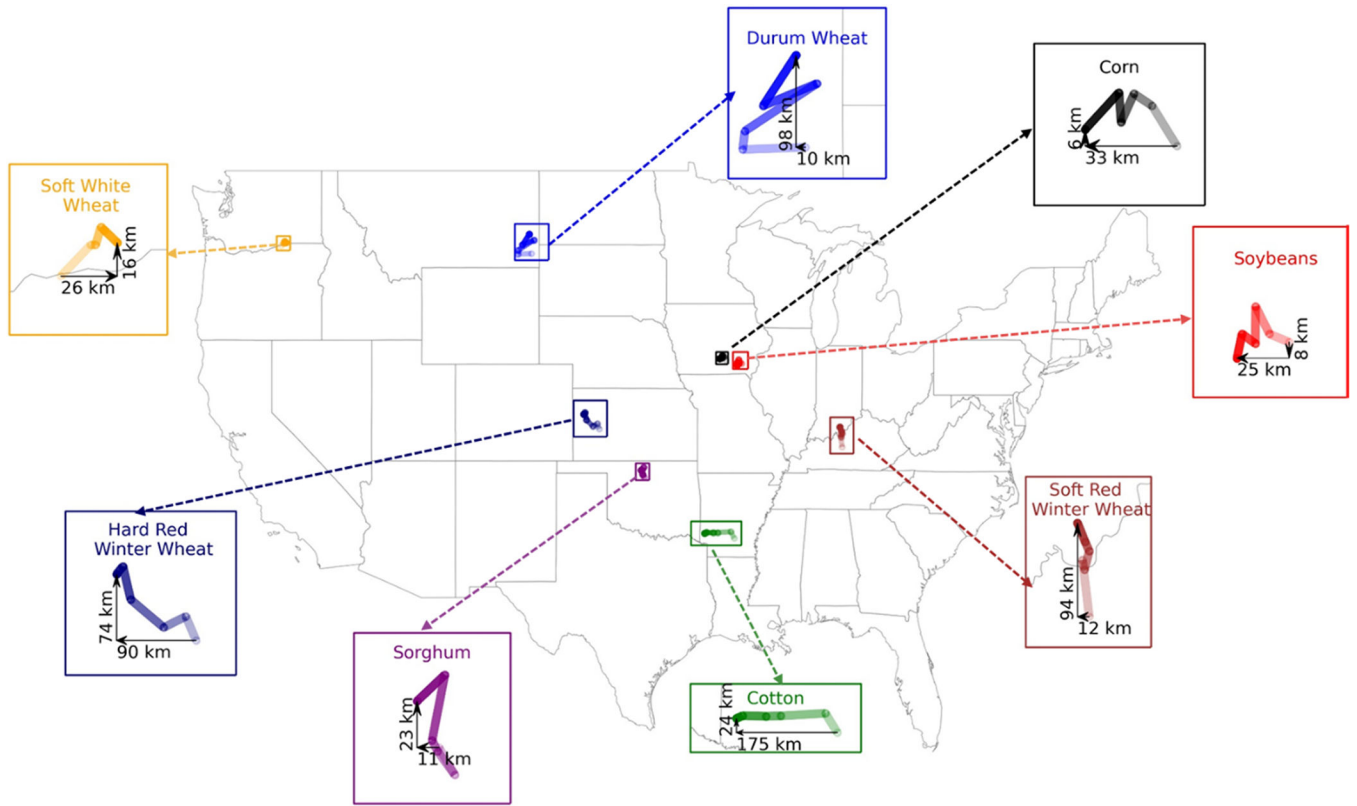 Durum Wheat
98 km
10 km
Corn
6 km
33 km
Soft White
Wheat
16 km
26 km
Soybeans
8 km
25 km
Hard Red
Winter Wheat
74 km
90 km
Soft Red
Winter Wheat
94 km
12 km
Sorghum
23 km
11 km
Cotton
24 km
175 km